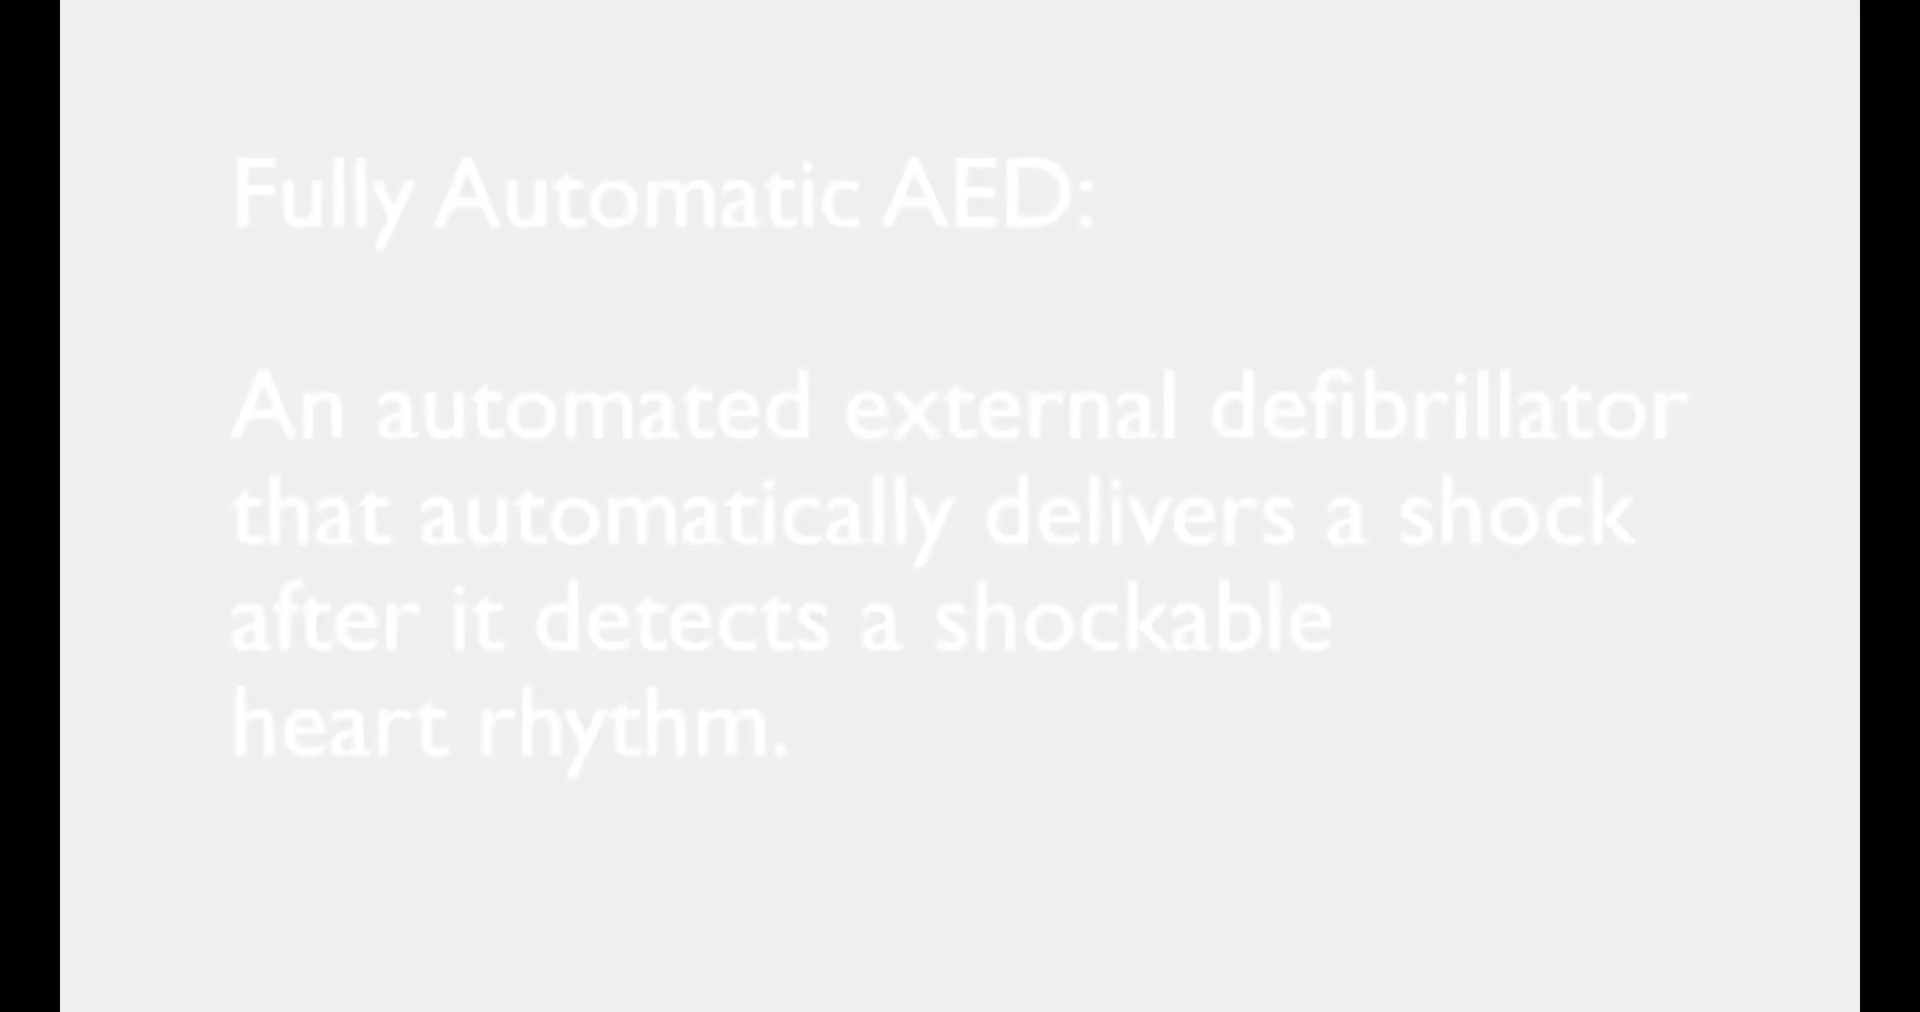 Fully Automatic AED:
An automated external defibrillator
that automatically delivers a shock
after it detects a shockable
heart rhythm.